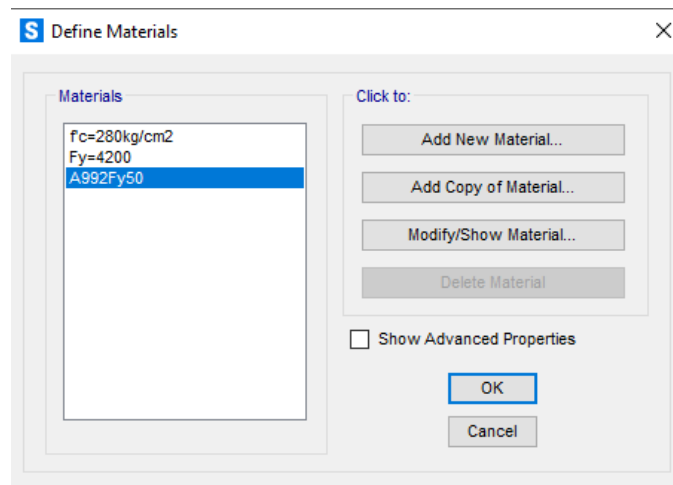 S Define Materials
Materials
f'c=280kg/cm2
Fy=4200
A992Fy50
Click to:
Add New Material...
Add Copy of Material...
Modify/Show Material...
Delete Material
Show Advanced Properties
OK
Cancel